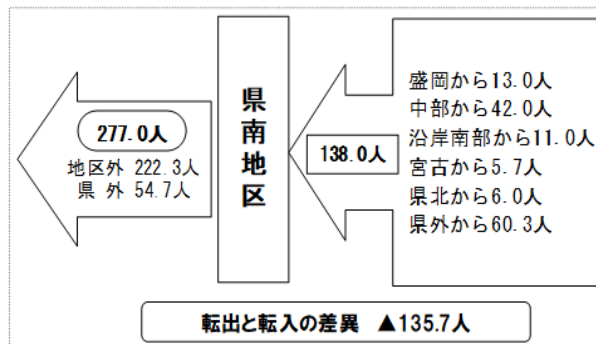 277.0人
地区外 222.3人
県 外 54.7人
県南地区
138.0人
盛岡から13.0人
中部から42.0人
沿岸南部から11.0人
宮古から5.7人
県北から6.0人
県外から60.3人
転出と転入の差異 ▲135.7人